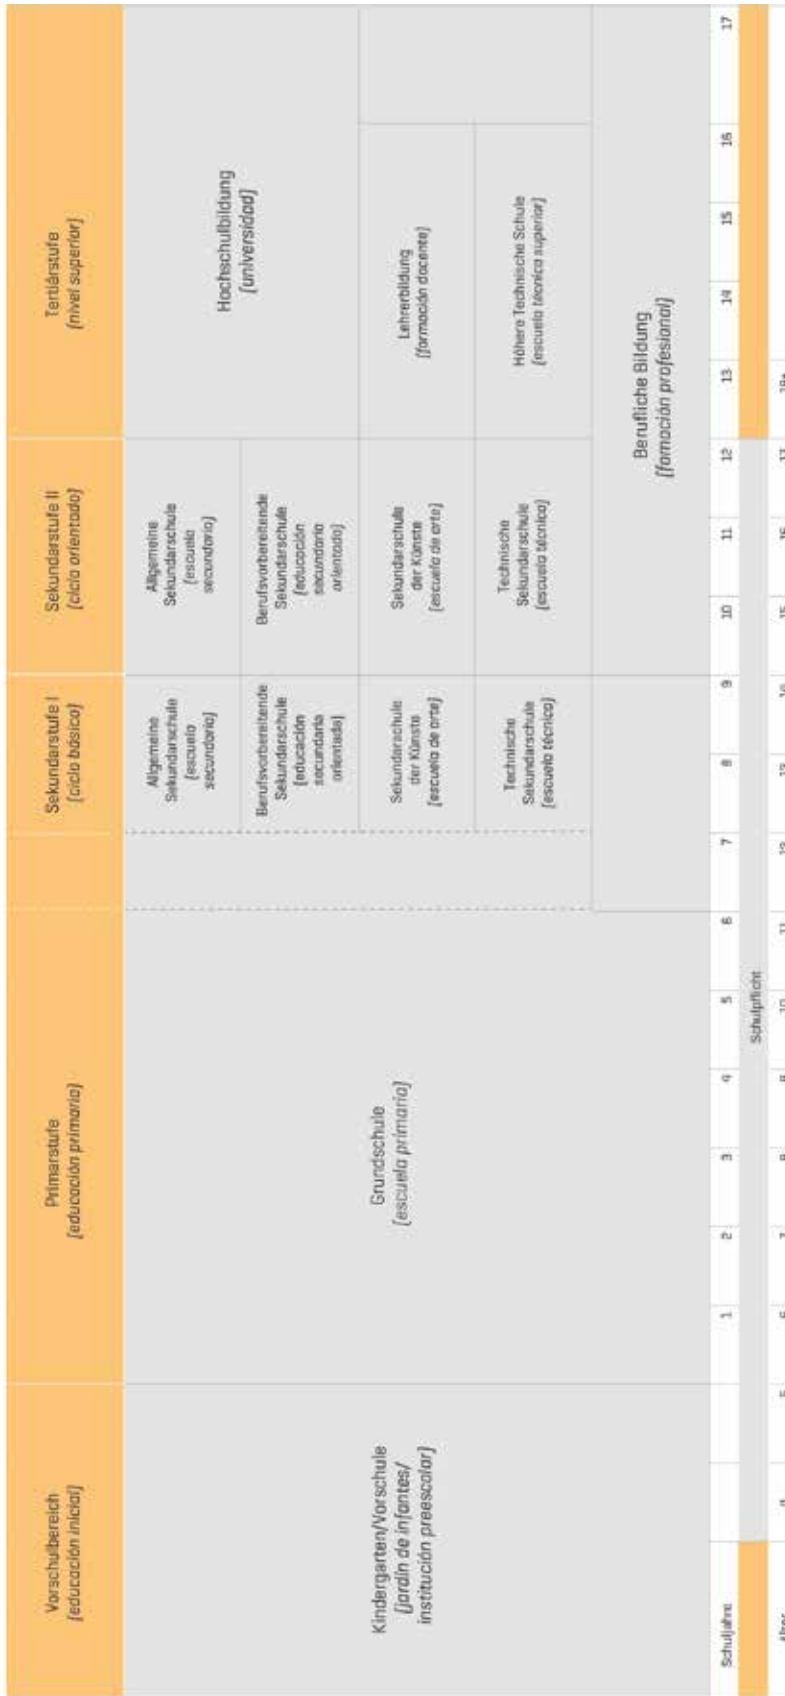 Vorschulbereich
[educación inicial]
Primarstufe
[educación primaria]
Sekundarstufe I
[ciclo básico]
Sekundarstufe II
[ciclo orientado]
Tertiärstufe
[nivel superior]
Kindergarten/Vorschule
[jardín de infantes/
institución preescolar]
Grundschule
[escuela primaria]
Allgemeine
Sekundarschule
[escuela
secundaria]
Allgemeine
Sekundarschule
[escuela
secundaria]
Hochschulbildung
[universidad]
Berufsvorbereitende
Sekundarschule
[educación
secundaria
orientada]
Berufsvorbereitende
Sekundarschule
[educación
secundaria
orientada]
Sekundarschule
der Künste
[escuela de arte]
Sekundarschule
der Künste
[escuela de arte]
Lehrerbildung
[formación docente]
Technische
Sekundarschule
[escuela técnica]
Technische
Sekundarschule
[escuela técnica]
Höhere Technische Schule
[escuela técnica superior]
Berufliche Bildung
[formación profesional]
Schuljahre 1 2 3 4 5 6 7 8 9 10 11 12 13 14 15 16 17
Schulpflicht